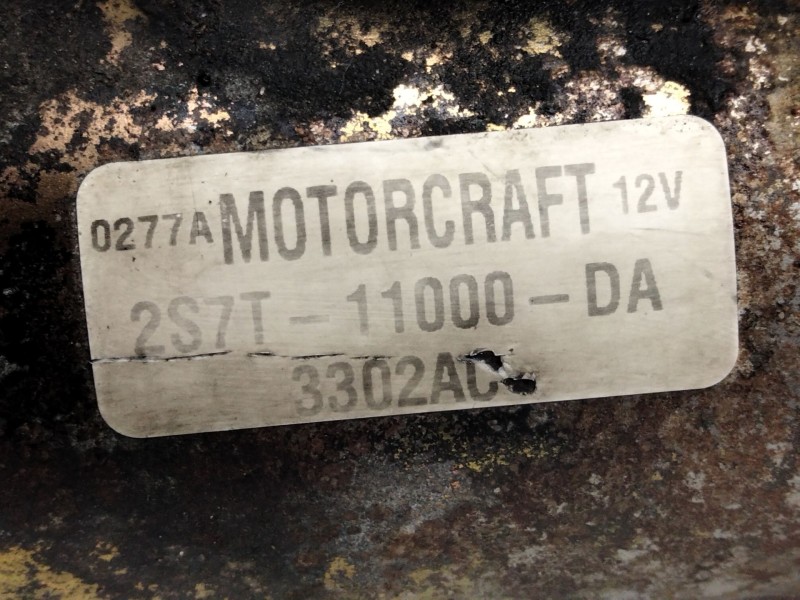 0277A MOTORCRAFT 12V
2S7T-11000-DA
3302AC